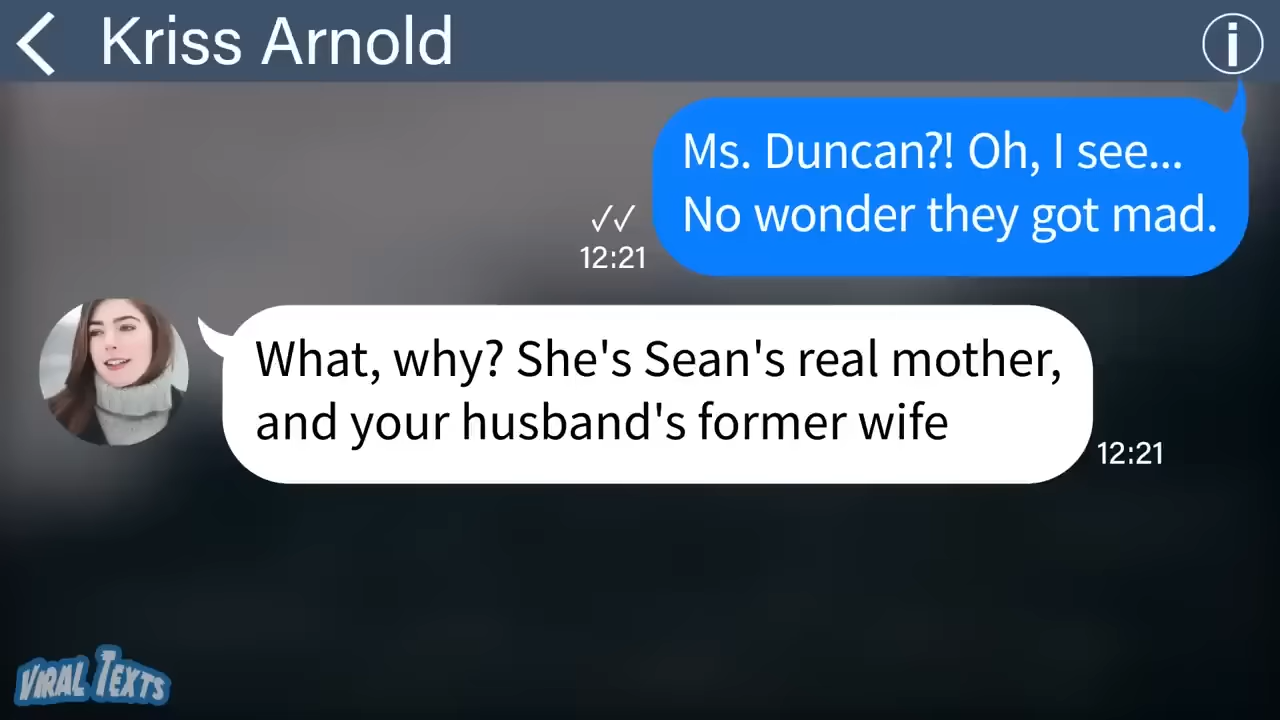 Kriss Arnold
Ms. Duncan?! Oh, I see...
No wonder they got mad.
12:21
What, why? She's Sean's real mother,
and your husband's former wife
12:21
VIRAL TEXTS